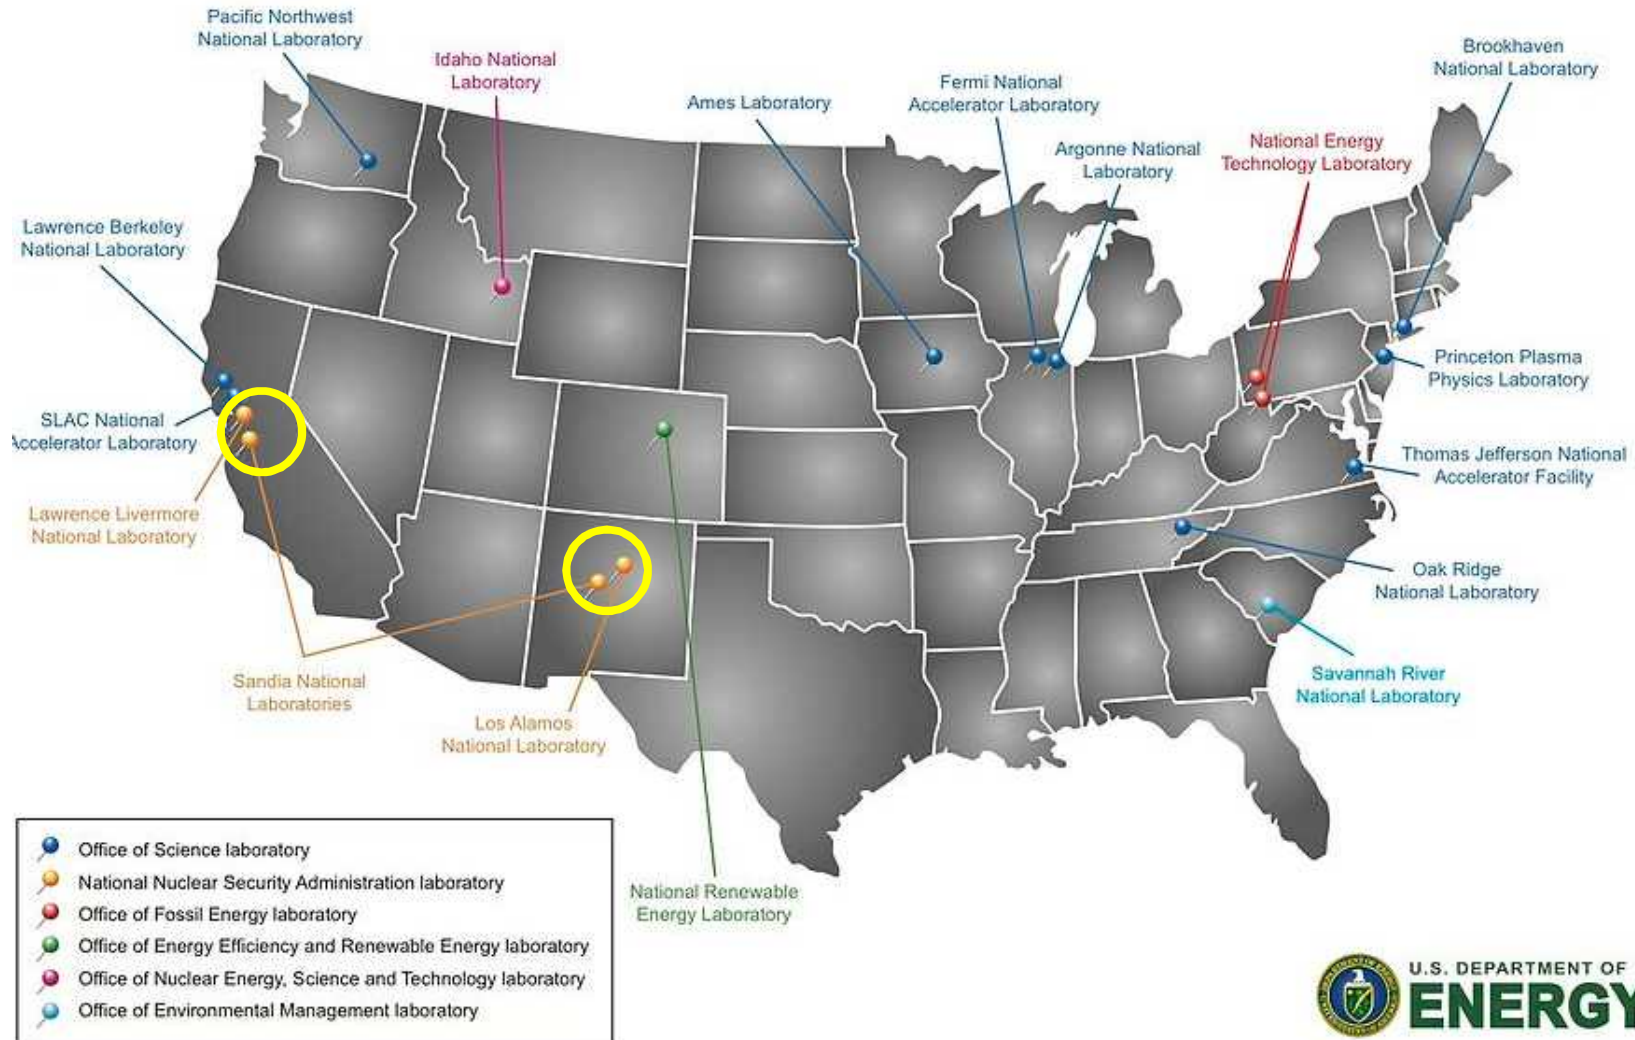 Pacific Northwest
National Laboratory
Idaho National
Laboratory
Ames Laboratory
Fermi National
Accelerator Laboratory
Argonne National
Laboratory
Brookhaven
National Laboratory
National Energy
Technology Laboratory
Lawrence Berkeley
National Laboratory
SLAC National
Accelerator Laboratory
Princeton Plasma
Physics Laboratory
Thomas Jefferson National
Accelerator Facility
Lawrence Livermore
National Laboratory
Oak Ridge
National Laboratory
Sandia National
Laboratories
Savannah River
National Laboratory
Los Alamos
National Laboratory
National Renewable
Energy Laboratory
Office of Science laboratory
National Nuclear Security Administration laboratory
Office of Fossil Energy laboratory
Office of Energy Efficiency and Renewable Energy laboratory
Office of Nuclear Energy, Science and Technology laboratory
Office of Environmental Management laboratory
U.S. DEPARTMENT OF
ENERGY